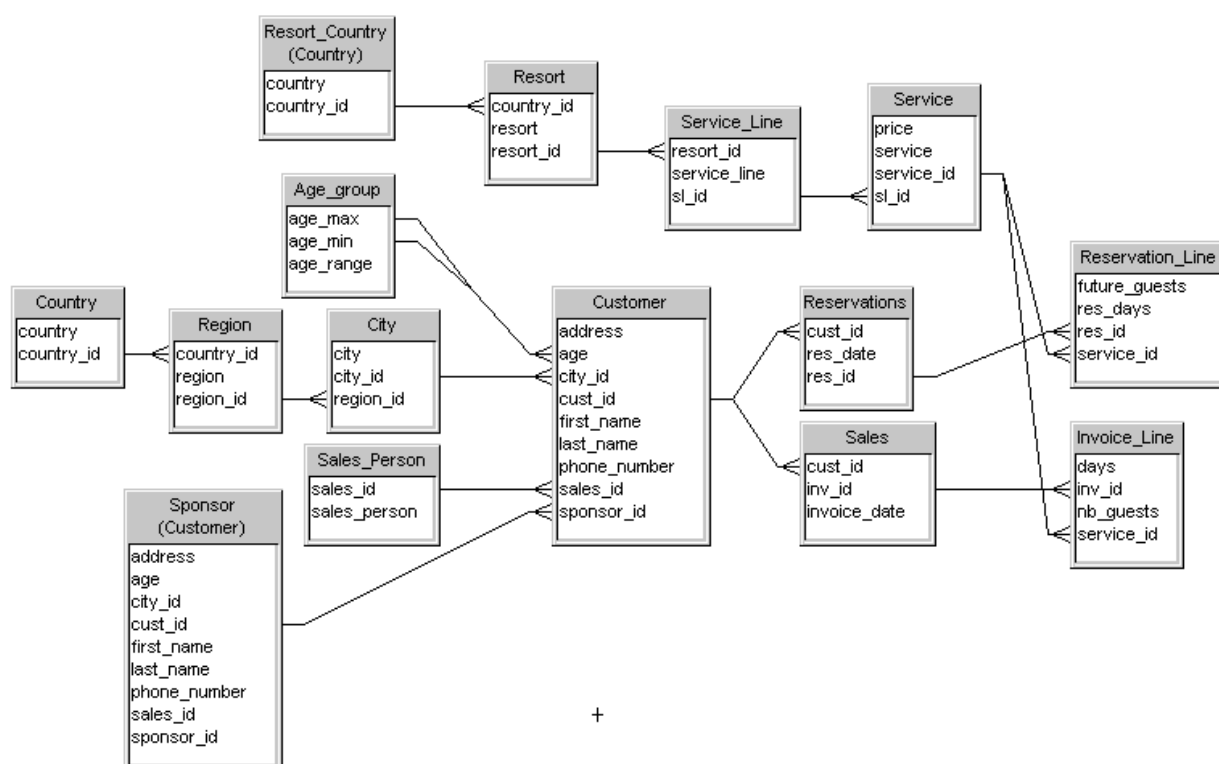 Resort_Country
(Country)
country
country_id
Resort
country_id
resort
resort_id
Service_Line
resort_id
service_line
sl_id
Service
price
service
service_id
sl_id
Age_group
age_max
age_min
age_range
Country
country
country_id
Region
country_id
region
region_id
City
city
city_id
region_id
Customer
address
age
city_id
cust_id
first_name
last_name
phone_number
sales_id
sponsor_id
Reservations
cust_id
res_date
res_id
Reservation_Line
future_guests
res_days
res_id
service_id
Sales_Person
sales_id
sales_person
Sales
cust_id
inv_id
invoice_date
Invoice_Line
days
inv_id
nb_guests
service_id
Sponsor
(Customer)
address
age
city_id
cust_id
first_name
last_name
phone_number
sales_id
sponsor_id